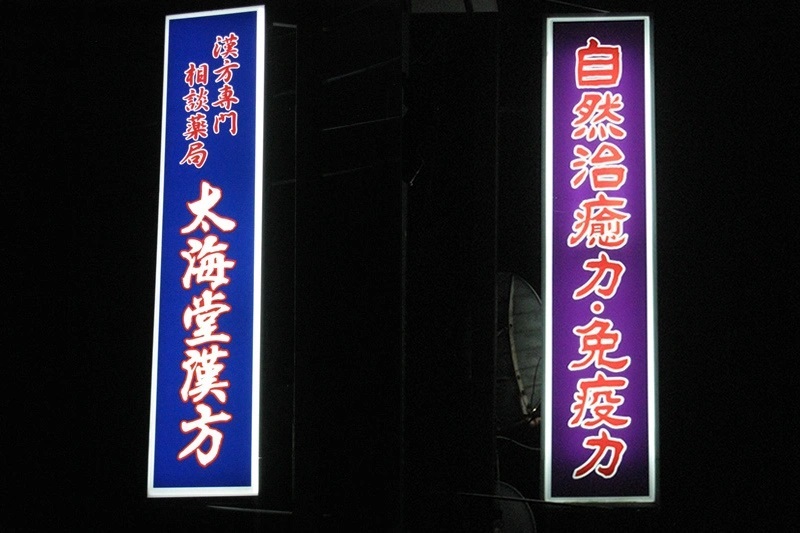 漢方専門
相談薬局
太海堂漢方
自然治癒力・免疫力